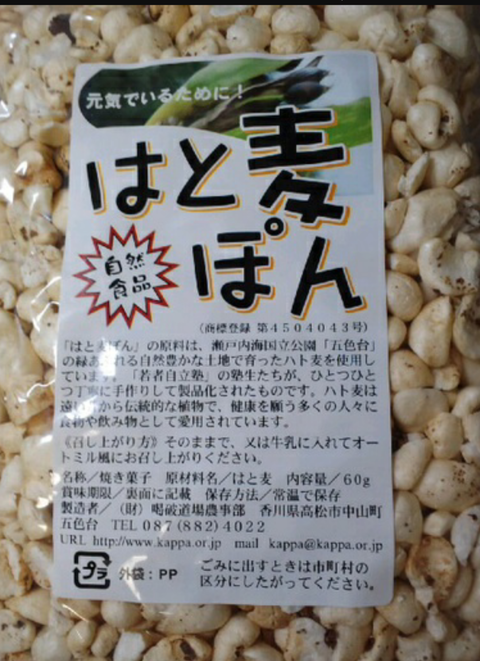 元気でいるために！
はと麦
ぽん
自然
食品
(商標登録 第4504043号)
「はと麦ぽん」の原料は、瀬戸内海国立公園「五色台」
の緑あ れる自然豊かな土地で育ったハト麦を使用し
ています。「若者自立塾」の塾生たちが、ひとつひと
つ丁寧に手作りして製品化されたものです。ハト麦は
遠い から伝統的な植物で、健康を願う多くの人々に
食物や飲み物として愛用されています。
《召し上がり方》そのままで、又は牛乳に入れてオー
トミル風にお召し上がりください。
名称／焼き菓子 原材料名／はと麦 内容量／60g
賞味期限／裏面に記載 保存方法／常温で保存
製造者／（財）喝破道場農事部 香川県高松市中山町
五色台 TEL 087(882)4022
URL http://www.kappa.or.jp mail kappa@kappa.or.jp
プラ
外袋：PP
ごみに出すときは市町村の
区分にしたがってください。